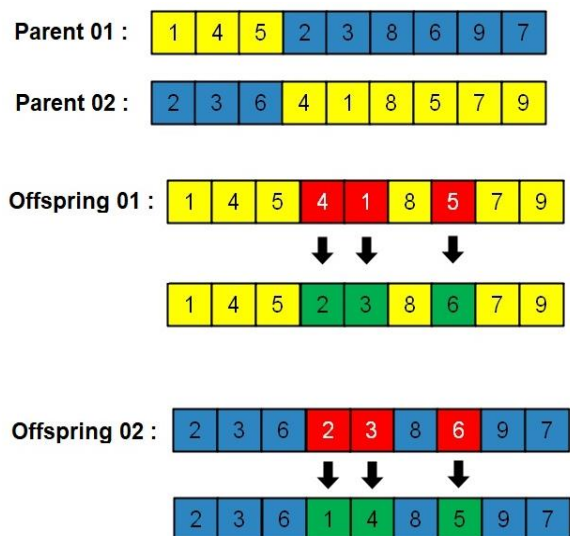 Parent 01 : 1 4 5 2 3 8 6 9 7
Parent 02 : 2 3 6 4 1 8 5 7 9
Offspring 01 : 1 4 5 4 1 8 5 7 9
1 4 5 2 3 8 6 7 9
Offspring 02 : 2 3 6 2 3 8 6 9 7
2 3 6 1 4 8 5 9 7